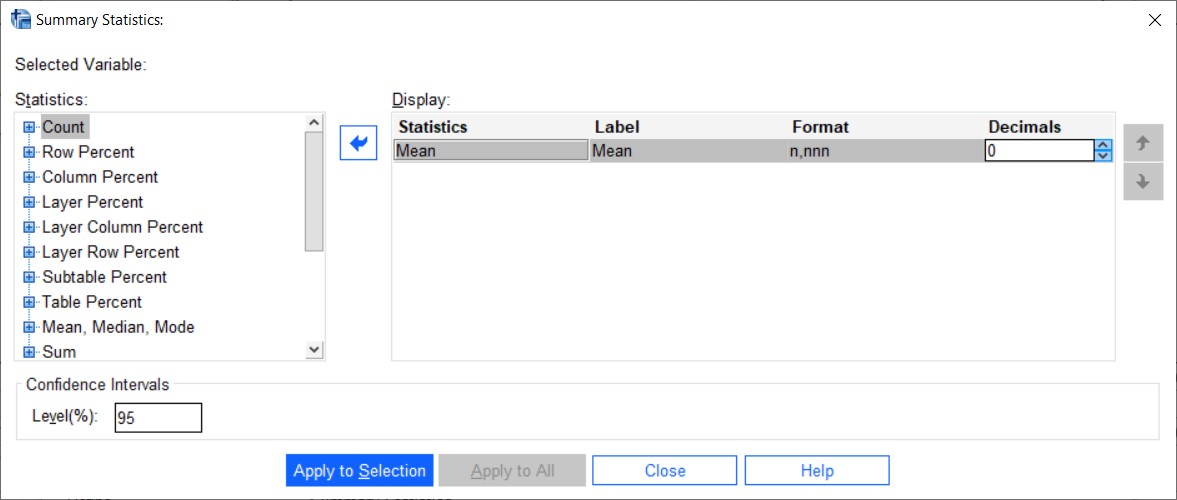 Summary Statistics:
Selected Variable:
Statistics:
Display:
Count
Row Percent
Column Percent
Layer Percent
Layer Column Percent
Layer Row Percent
Subtable Percent
Table Percent
Mean, Median, Mode
Sum
Statistics Label Format Decimals
Mean Mean n,nnn 0
Confidence Intervals
Level(%): 95
Apply to Selection Apply to All Close Help